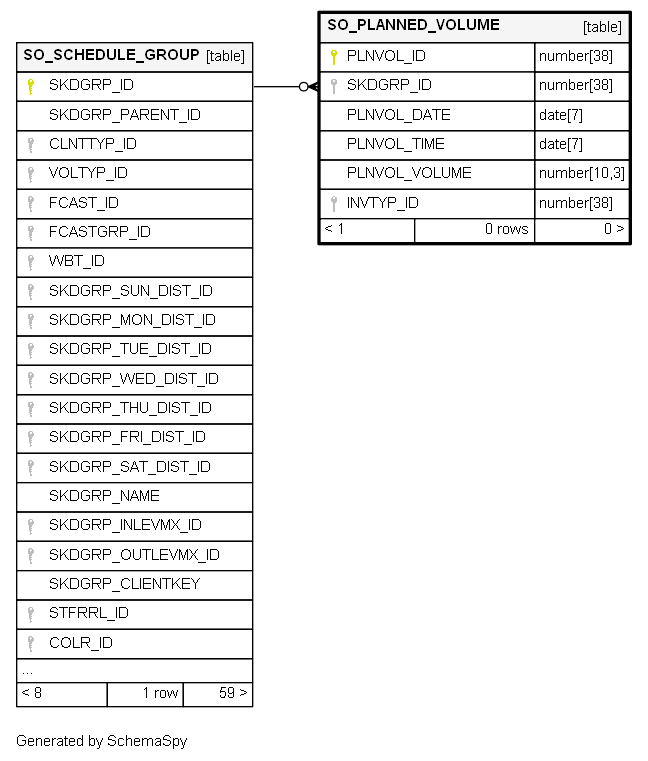 SO_SCHEDULE_GROUP [table]
SKDGRP_ID
SKDGRP_PARENT_ID
CLNTTYP_ID
VOLTYP_ID
FCAST_ID
FCASTGRP_ID
WBT_ID
SKDGRP_SUN_DIST_ID
SKDGRP_MON_DIST_ID
SKDGRP_TUE_DIST_ID
SKDGRP_WED_DIST_ID
SKDGRP_THU_DIST_ID
SKDGRP_FRI_DIST_ID
SKDGRP_SAT_DIST_ID
SKDGRP_NAME
SKDGRP_INLEVMX_ID
SKDGRP_OUTLEVMX_ID
SKDGRP_CLIENTKEY
STFRRL_ID
COLR_ID
...
< 8 1 row 59 >
SO_PLANNED_VOLUME [table]
PLNVOL_ID number[38]
SKDGRP_ID number[38]
PLNVOL_DATE date[7]
PLNVOL_TIME date[7]
PLNVOL_VOLUME number[10,3]
INVTYP_ID number[38]
< 1 0 rows 0 >
Generated by SchemaSpy